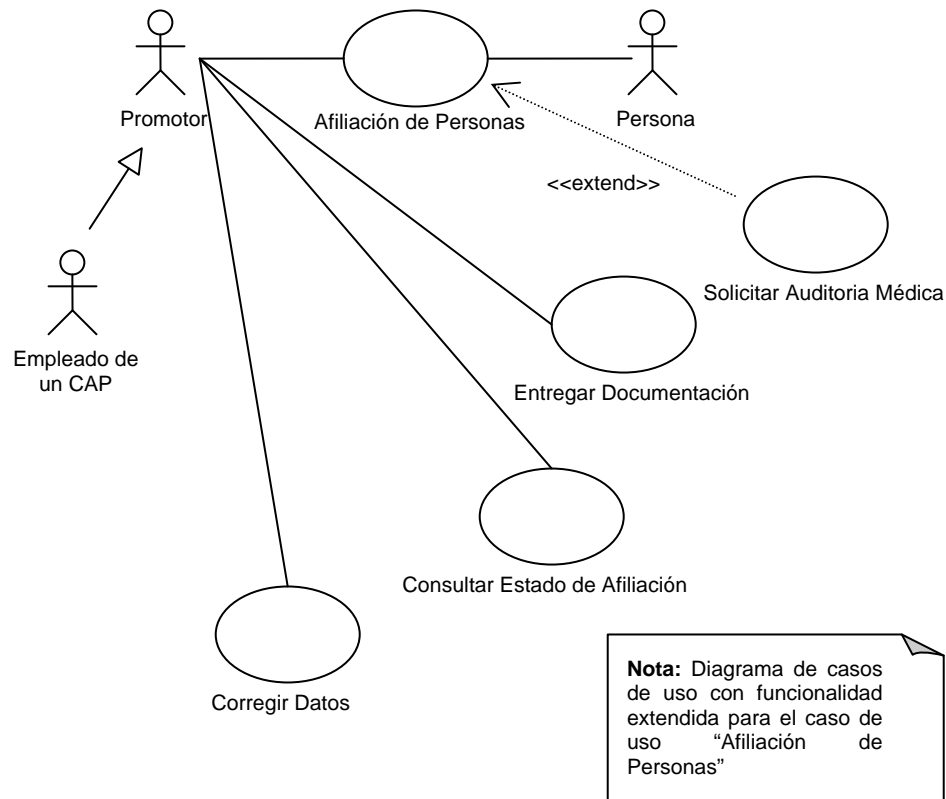 Promotor
Afiliación de Personas
Persona
<<extend>>
Solicitar Auditoria Médica
Empleado de
un CAP
Entregar Documentación
Consultar Estado de Afiliación
Corregir Datos
Nota: Diagrama de casos
de uso con funcionalidad
extendida para el caso de
uso “Afiliación de
Personas”